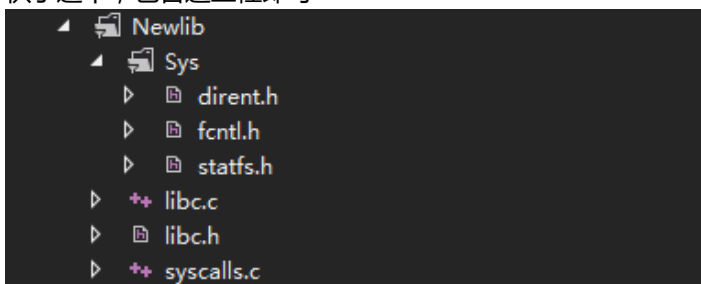 Newlib
Sys
dirent.h
fcntl.h
statfs.h
libc.c
libc.h
syscalls.c